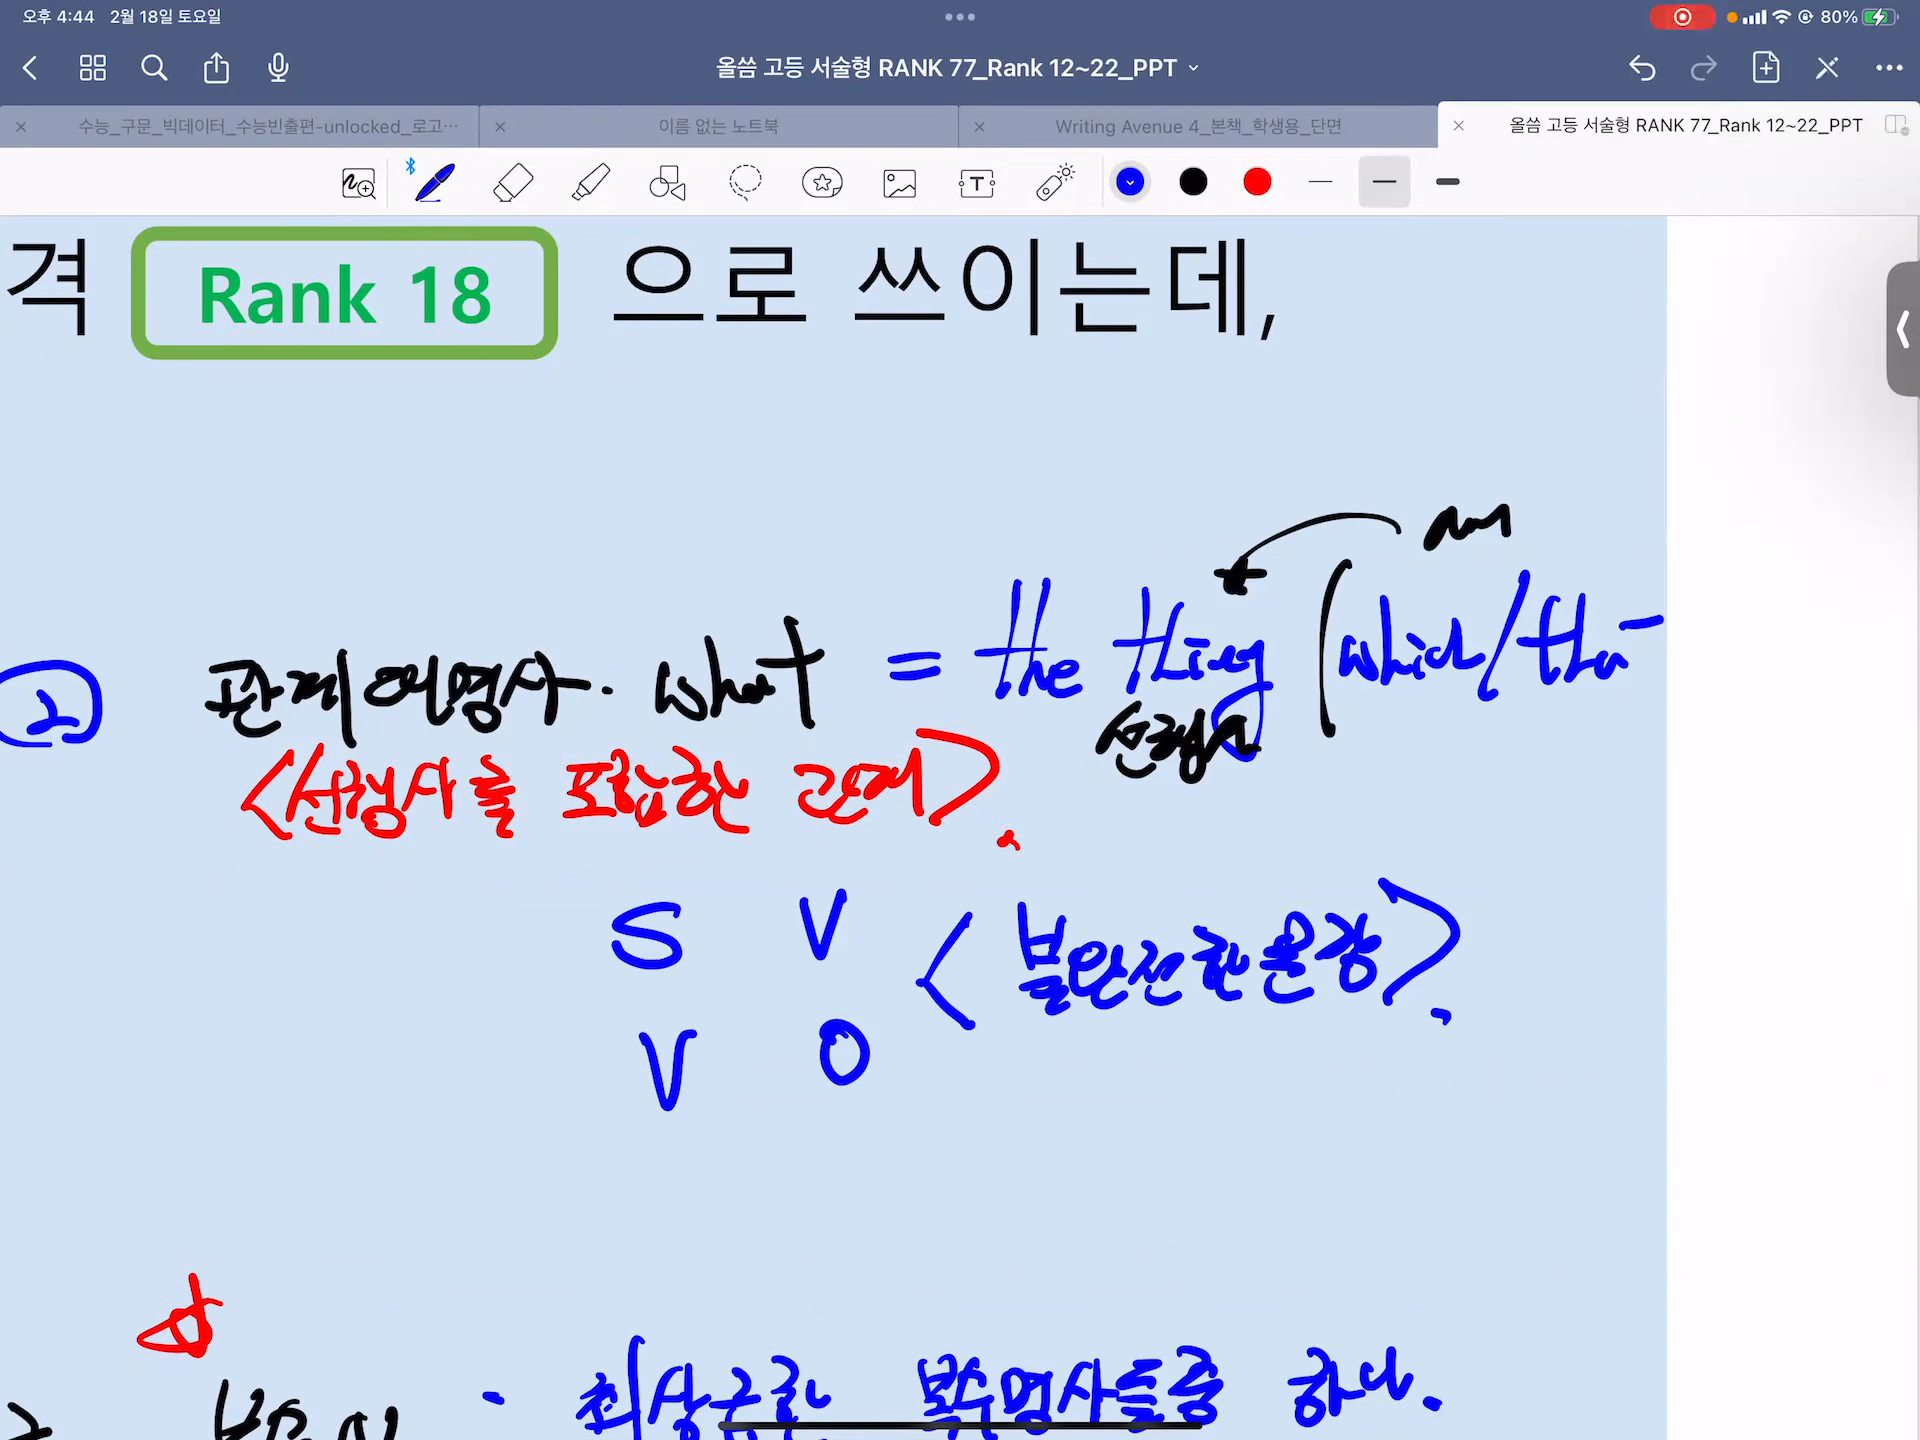 오후 4:44 2월 18일 토요일
80%
올씀 고등 서술형 RANK 77_Rank 12~22_PPT
수능_구문_빅데이터_수능빈출편-unlocked_로고…
이름 없는 노트북
Writing Avenue 4_본책_학생용_단면
올씀 고등 서술형 RANK 77_Rank 12~22_PPT
격 Rank 18 으로 쓰이는데,
② 관계대명사. what = the thing (which/tha
선행사
<선행사를 포함한 관대>.
S V <불완전한 문장>.
V O
최상급한 복수명사들중 하나.